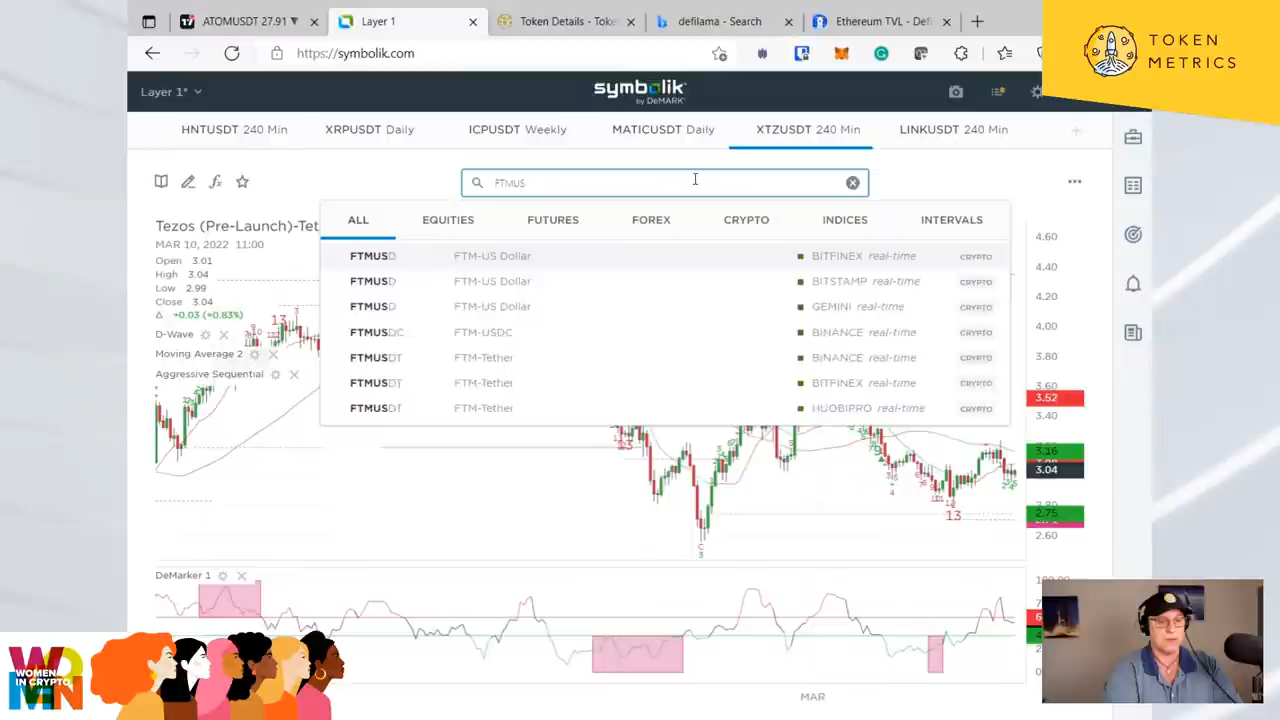 ATOMUSDT 27.91
Layer 1
Token Details - Toke
defilama - Search
Ethereum TVL - Def
TOKEN
METRICS
https://symbolik.com
Layer 1*
symbolik
by DeMARK
HNTUSDT 240 Min
XRPUSDT Daily
ICPUSDT Weekly
MATICUSDT Daily
XTZUSDT 240 Min
LINKUSDT 240 Min
FTMUS
ALL
EQUITIES
FUTURES
FOREX
CRYPTO
INDICES
INTERVALS
Tezos (Pre-Launch)-Tet
MAR 10, 2022 11:00
Open 3.01
High 3.04
Low 2.99
Close 3.04
Δ +0.03 (+0.83%)
D-Wave
Moving Average 2
Aggressive Sequential
FTMUSD FTM-US Dollar BITFINEX real-time CRYPTO
FTMUSD FTM-US Dollar BITSTAMP real-time CRYPTO
FTMUSD FTM-US Dollar GEMINI real-time CRYPTO
FTMUSDC FTM-USDC BINANCE real-time CRYPTO
FTMUSDT FTM-Tether BINANCE real-time CRYPTO
FTMUSDT FTM-Tether BITFINEX real-time CRYPTO
FTMUSDT FTM-Tether HUOBIPRO real-time CRYPTO
4.60
4.40
4.20
4.00
3.80
3.60
3.52
3.40
3.16
3.04
2.75
2.60
13
13
13
DeMarker 1
MAR
WOMEN
IN CRYPTO